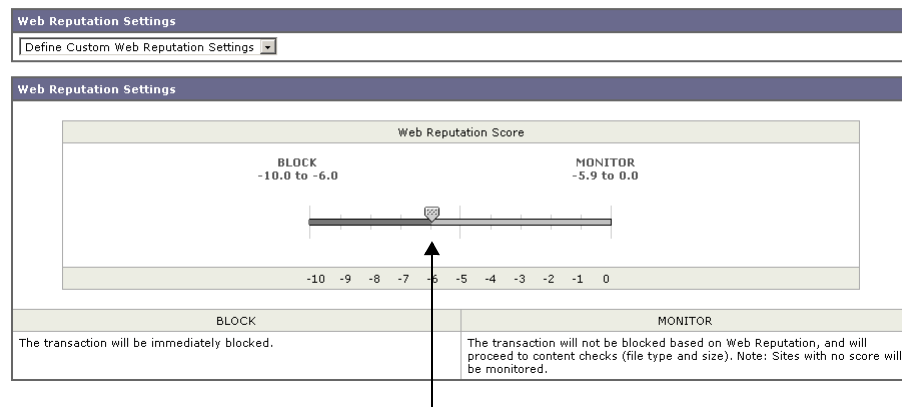 Web Reputation Settings
Define Custom Web Reputation Settings
Web Reputation Settings
Web Reputation Score
BLOCK
-10.0 to -6.0
MONITOR
-5.9 to 0.0
-10 -9 -8 -7 -6 -5 -4 -3 -2 -1 0
BLOCK
The transaction will be immediately blocked.
MONITOR
The transaction will not be blocked based on Web Reputation, and will
proceed to content checks (file type and size). Note: Sites with no score will
be monitored.